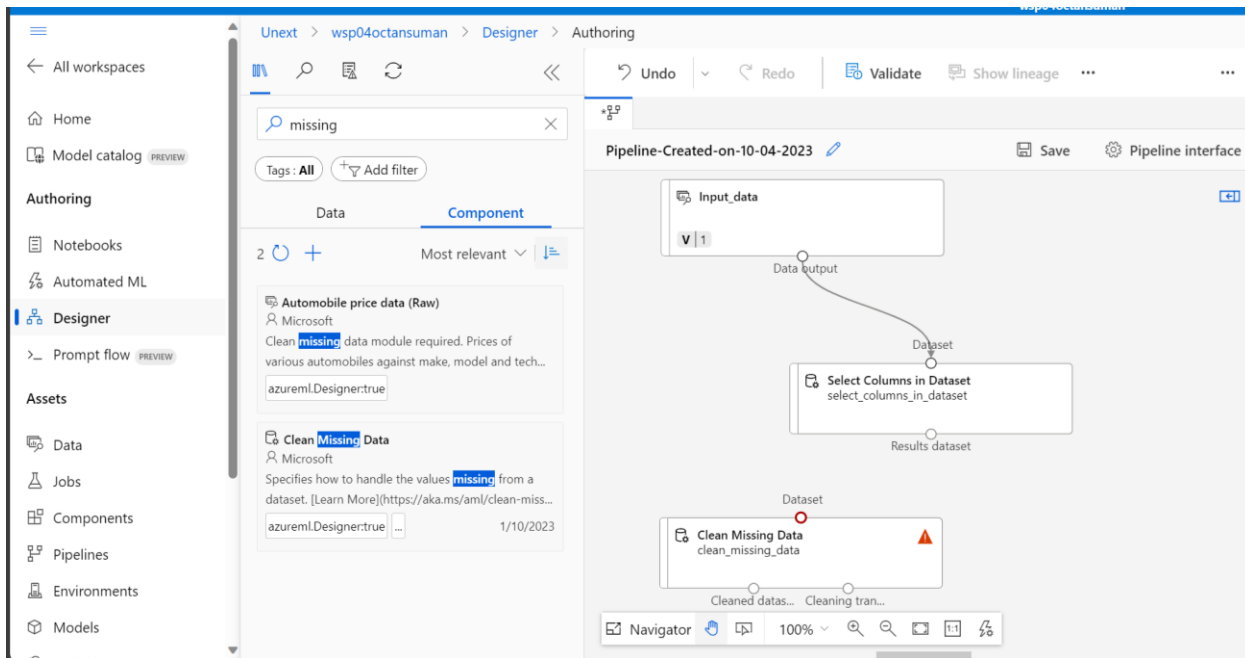 wsp04octansuman
Unext > wsp04octansuman > Designer > Authoring
All workspaces
Home
Model catalog PREVIEW
Authoring
Notebooks
Automated ML
Designer
Prompt flow PREVIEW
Assets
Data
Jobs
Components
Pipelines
Environments
Models
missing
Tags : All
Add filter
Data
Component
2
Most relevant
Automobile price data (Raw)
Microsoft
Clean missing data module required. Prices of
various automobiles against make, model and tech...
azureml.Designer:true
Clean Missing Data
Microsoft
Specifies how to handle the values missing from a
dataset. [Learn More](https://aka.ms/aml/clean-miss...
azureml.Designer:true ... 1/10/2023
Undo
Redo
Validate
Show lineage
...
...
Pipeline-Created-on-10-04-2023
Save
Pipeline interface
Input_data
V | 1
Data output
Dataset
Select Columns in Dataset
select_columns_in_dataset
Results dataset
Dataset
Clean Missing Data
clean_missing_data
Cleaned datas... Cleaning tran...
Navigator
100%
1:1